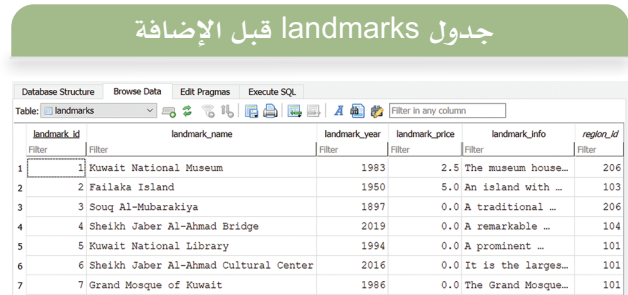 جدول landmarks قبل الإضافة
Database Structure Browse Data Edit Pragmas Execute SQL
Table: landmarks Filter in any column
landmark_id landmark_name landmark_year landmark_price landmark_info region_id
Filter Filter Filter Filter Filter Filter
1 1 Kuwait National Museum 1983 2.5 The museum house… 206
2 2 Failaka Island 1950 5.0 An island with … 103
3 3 Souq Al-Mubarakiya 1897 0.0 A traditional … 206
4 4 Sheikh Jaber Al-Ahmad Bridge 2019 0.0 A remarkable … 104
5 5 Kuwait National Library 1994 0.0 A prominent … 101
6 6 Sheikh Jaber Al-Ahmad Cultural Center 2016 0.0 It is the larges… 101
7 7 Grand Mosque of Kuwait 1986 0.0 The Grand Mosque… 101